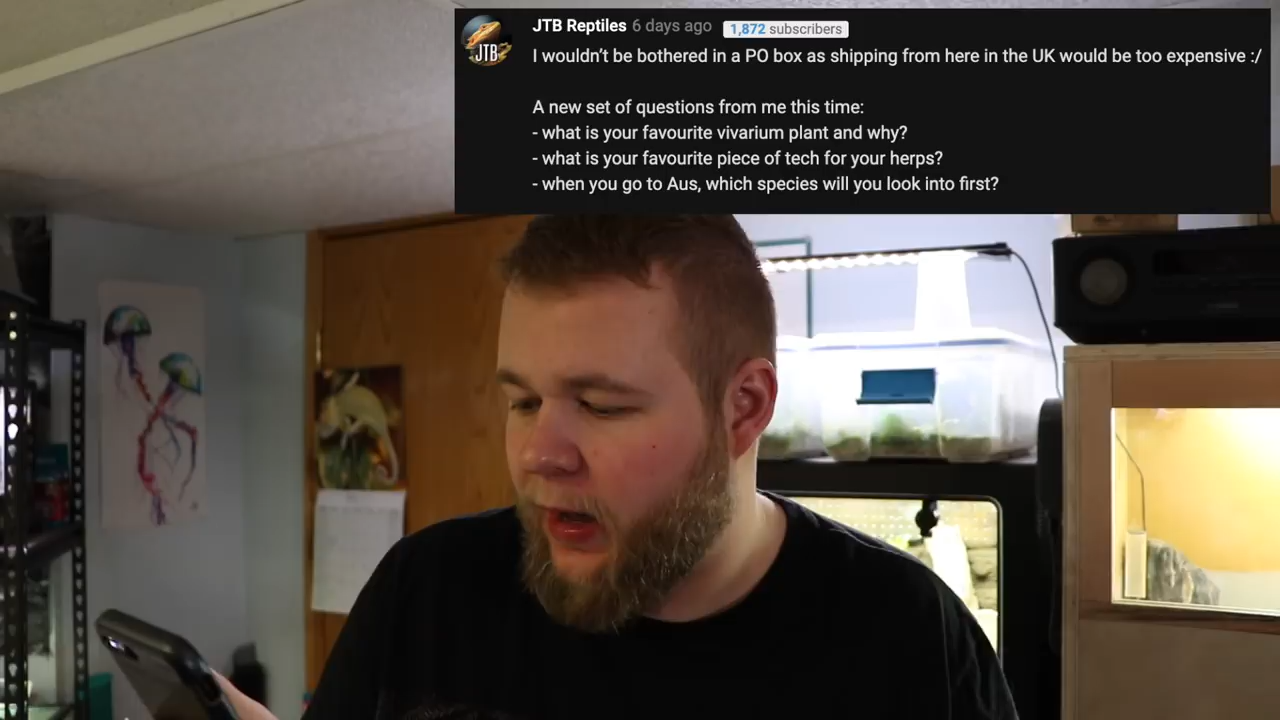 JTB Reptiles 6 days ago 1,872 subscribers
I wouldn't be bothered in a PO box as shipping from here in the UK would be too expensive :/
A new set of questions from me this time:
- what is your favourite vivarium plant and why?
- what is your favourite piece of tech for your herps?
- when you go to Aus, which species will you look into first?
JTB